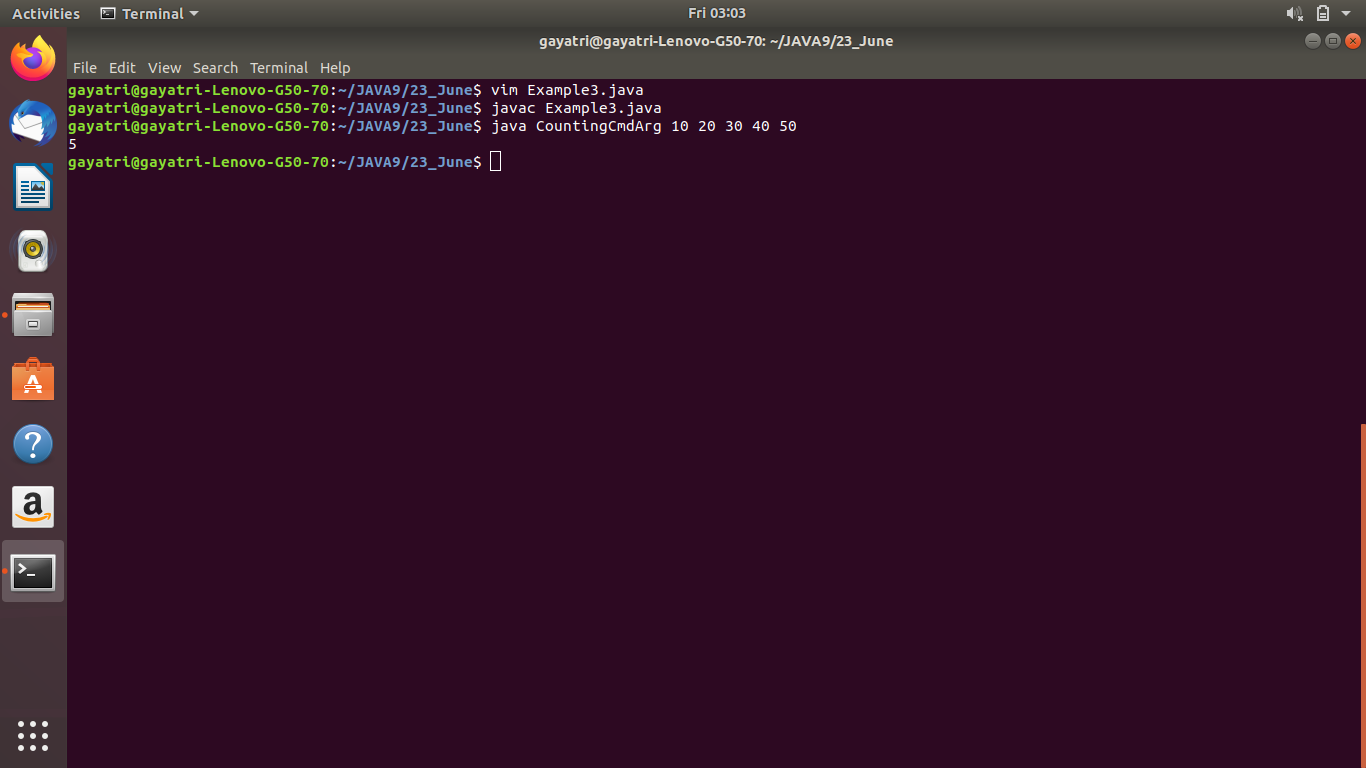 Activities Terminal Fri 03:03
gayatri@gayatri-Lenovo-G50-70: ~/JAVA9/23_June
File Edit View Search Terminal Help
gayatri@gayatri-Lenovo-G50-70:~/JAVA9/23_June$ vim Example3.java
gayatri@gayatri-Lenovo-G50-70:~/JAVA9/23_June$ javac Example3.java
gayatri@gayatri-Lenovo-G50-70:~/JAVA9/23_June$ java CountingCmdArg 10 20 30 40 50
5
gayatri@gayatri-Lenovo-G50-70:~/JAVA9/23_June$